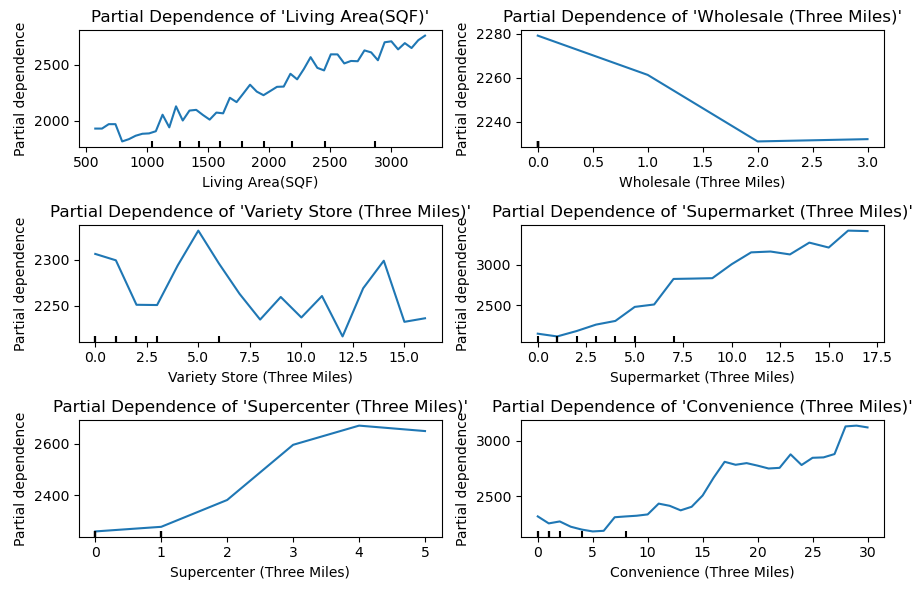 Partial Dependence of 'Living Area(SQF)'
Partial dependence
2500
2000
500 1000 1500 2000 2500 3000
Living Area(SQF)
Partial Dependence of 'Wholesale (Three Miles)'
Partial dependence
2280
2260
2240
0.0 0.5 1.0 1.5 2.0 2.5 3.0
Wholesale (Three Miles)
Partial Dependence of 'Variety Store (Three Miles)'
Partial dependence
2300
2250
0.0 2.5 5.0 7.5 10.0 12.5 15.0
Variety Store (Three Miles)
Partial Dependence of 'Supermarket (Three Miles)'
Partial dependence
3000
2500
0.0 2.5 5.0 7.5 10.0 12.5 15.0 17.5
Supermarket (Three Miles)
Partial Dependence of 'Supercenter (Three Miles)'
Partial dependence
2600
2400
0 1 2 3 4 5
Supercenter (Three Miles)
Partial Dependence of 'Convenience (Three Miles)'
Partial dependence
3000
2500
0 5 10 15 20 25 30
Convenience (Three Miles)